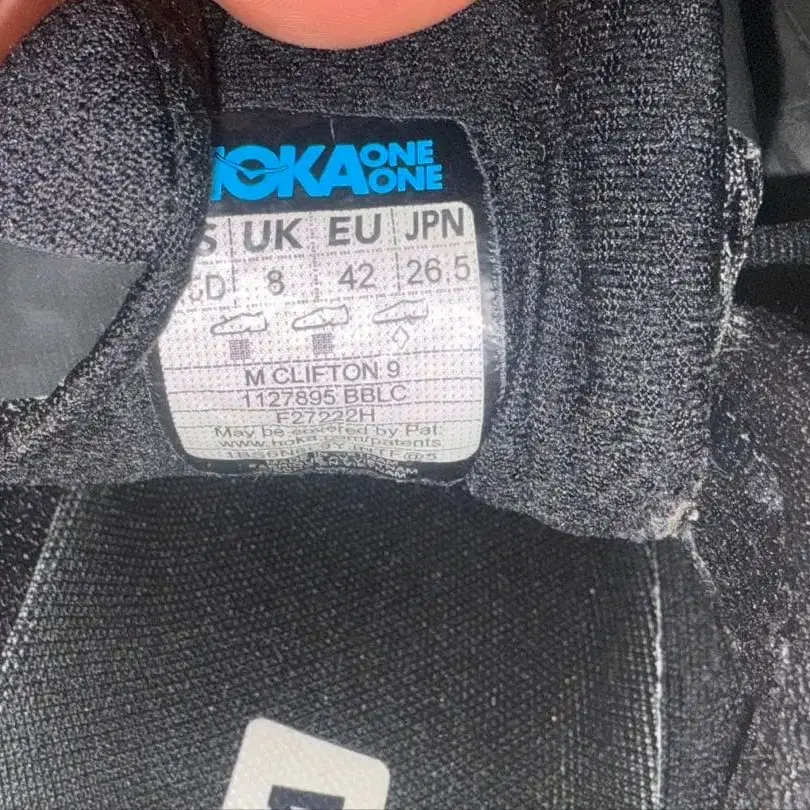 HOKA ONE ONE
S UK EU JPN
8D 8 42 26.5
M CLIFTON 9
1127895 BBLC
F27222H
May be covered by Pat.
www.hoka.com/patents